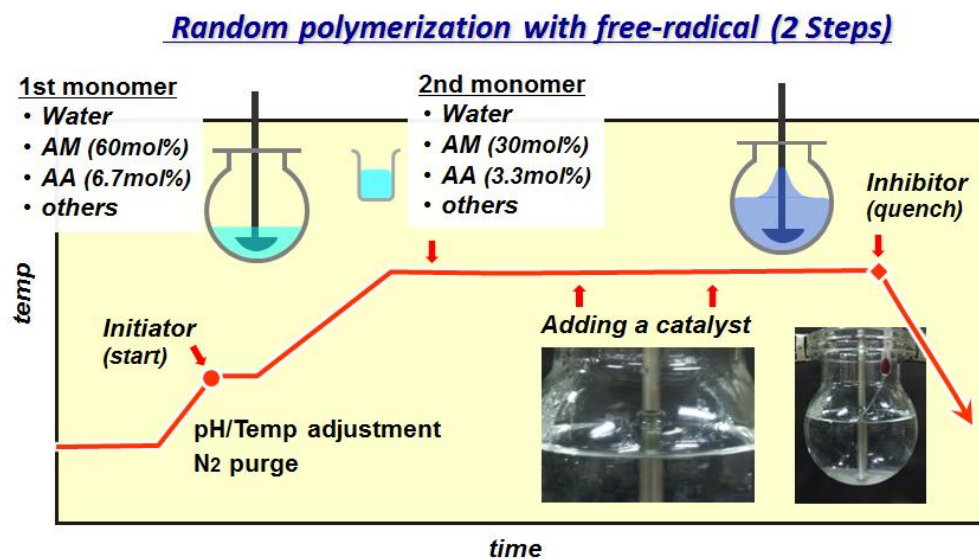 Random polymerization with free-radical (2 Steps)
1st monomer
• Water
• AM (60mol%)
• AA (6.7mol%)
• others
2nd monomer
• Water
• AM (30mol%)
• AA (3.3mol%)
• others
Inhibitor
(quench)
temp
Initiator
(start)
Adding a catalyst
pH/Temp adjustment
N2 purge
time